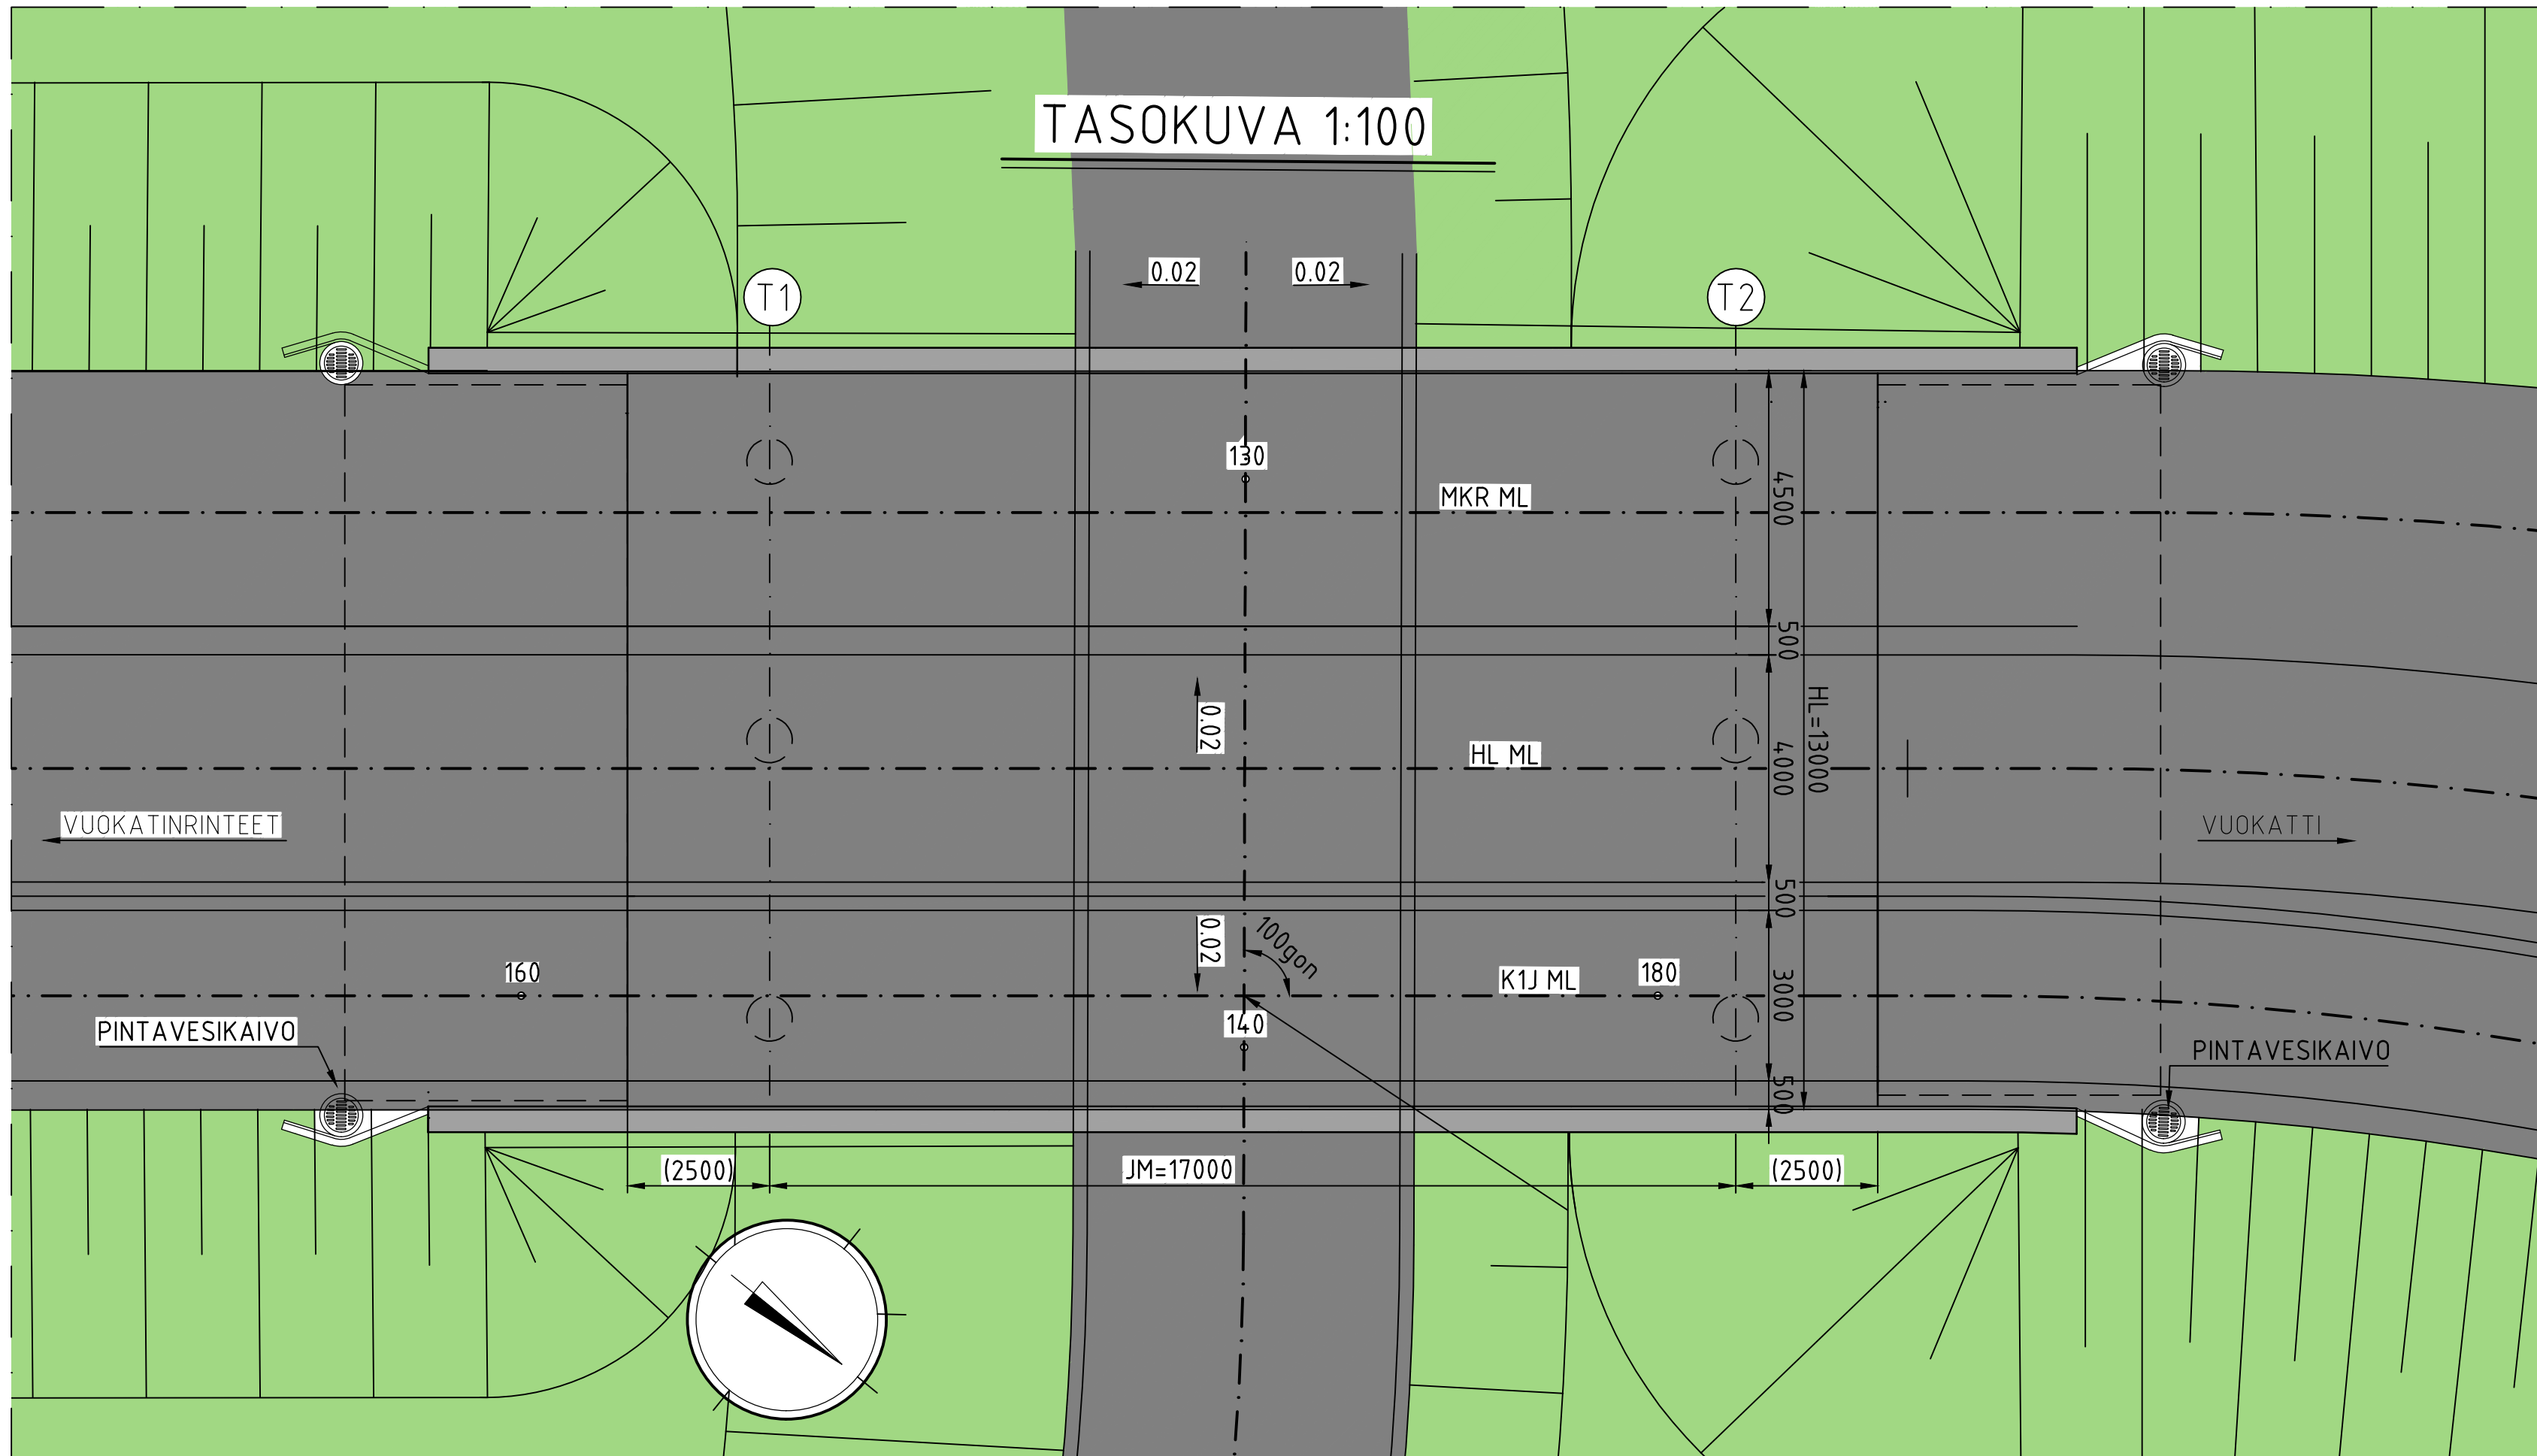 TASOKUVA 1:100
0.02
0.02
T1
T2
130
MKR ML
4500
500
HL=13000
0.02
HL ML
4000
VUOKATINRINTEET
VUOKATTI
500
0.02
100gon
160
K1J ML
180
3000
140
PINTAVESIKAIVO
PINTAVESIKAIVO
500
(2500)
JM=17000
(2500)